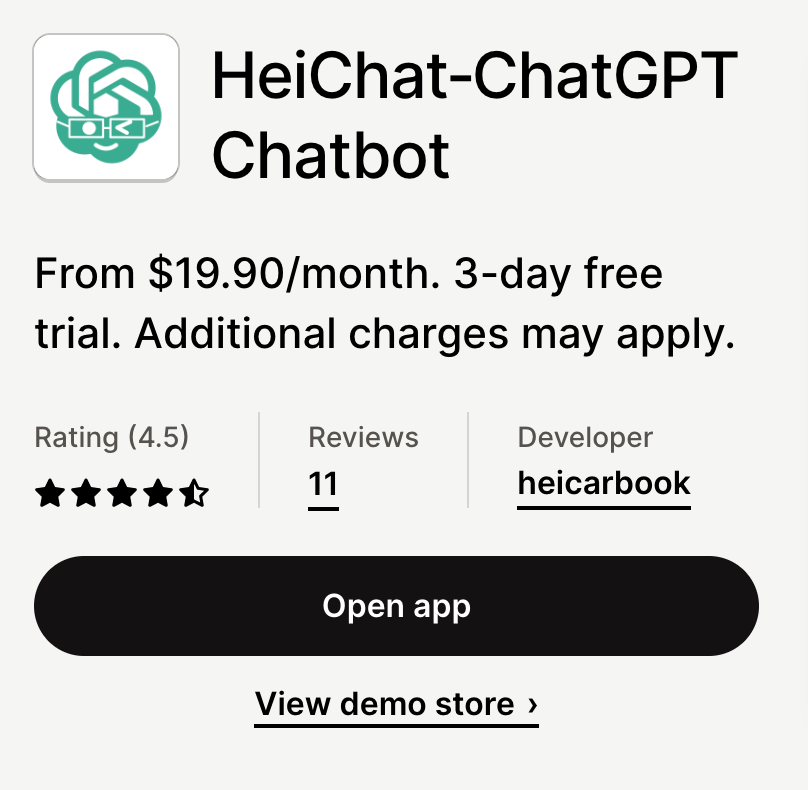 HeiChat-ChatGPT
Chatbot
From $19.90/month. 3-day free
trial. Additional charges may apply.
Rating (4.5)
Reviews
11
Developer
heicarbook
Open app
View demo store ›